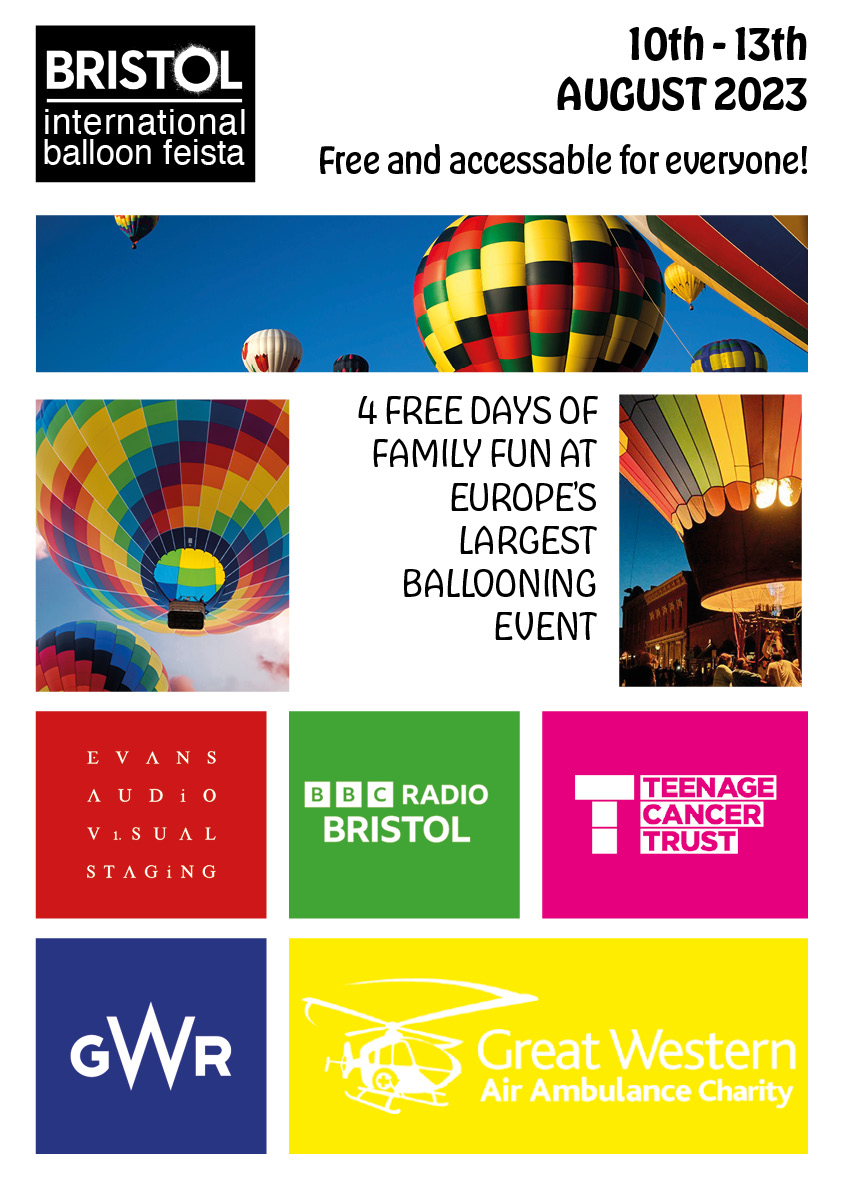 BRISTOL
international
balloon feista
10th - 13th
AUGUST 2023
Free and accessable for everyone!
4 FREE DAYS OF
FAMILY FUN AT
EUROPE'S
LARGEST
BALLOONING
EVENT
EVANS
AUDiO
V1.SUAL
STAGiNG
BBC RADIO
BRISTOL
TEENAGE
CANCER
TRUST
GWR
Great Western
Air Ambulance Charity